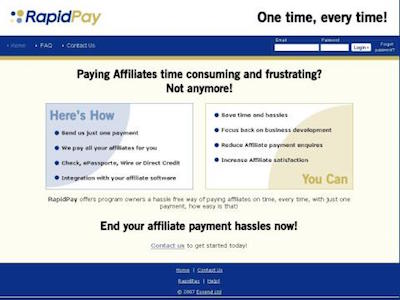 RapidPay
One time, every time!
Home
FAQ
Contact Us
Email
Password
Login
Forgot password?
Paying Affiliates time consuming and frustrating?
Not anymore!
Here's How
Send us just one payment
We pay all your affiliates for you
Check, ePassporte, Wire or Direct Credit
Integration with your affiliate software
Save time and hassles
Focus back on business development
Reduce Affiliate payment enquires
Increase Affiliate satisfaction
You Can
RapidPay offers program owners a hassle free way of paying affiliates on time, every time, with just one
payment, how easy is that!
End your affiliate payment hassles now!
Contact us to get started today!
Home | Contact Us
RapidPay | Help!
© 2007 Essend Ltd